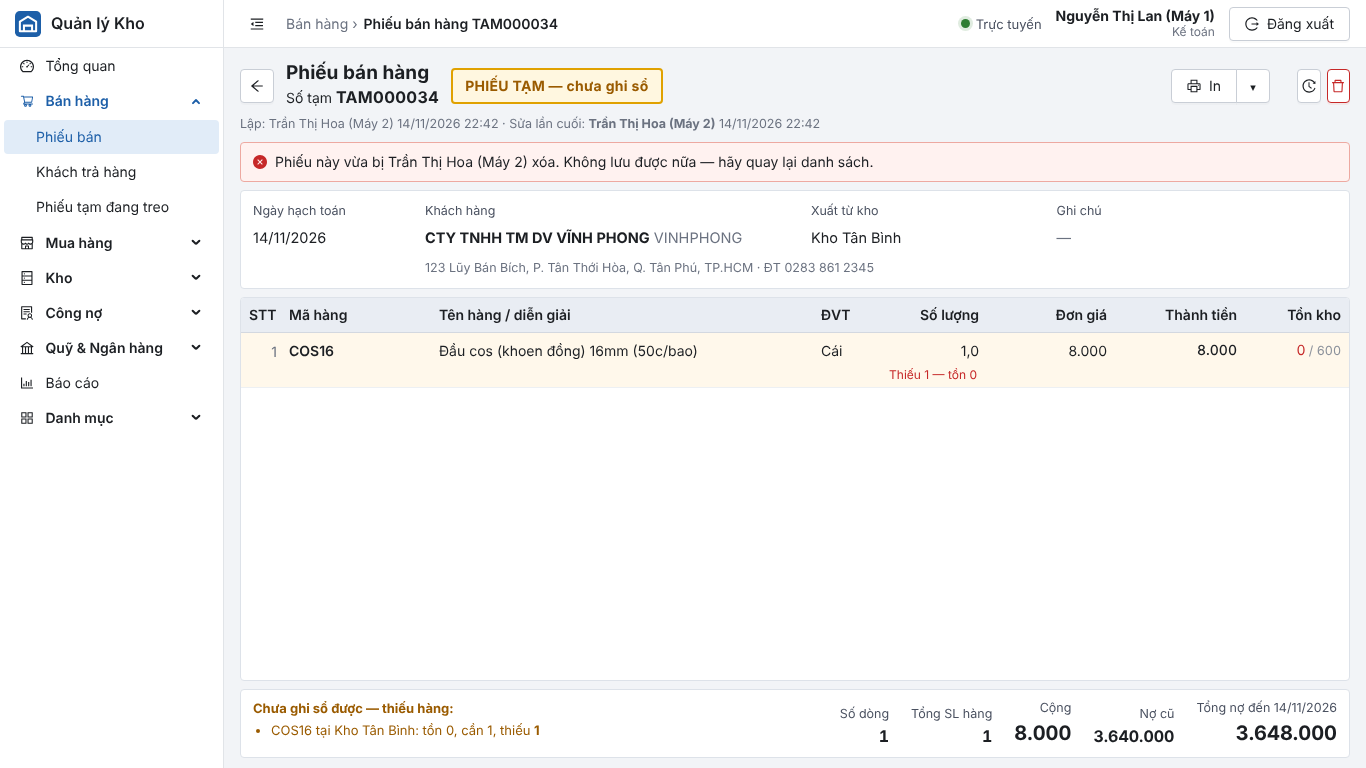 Quản lý Kho
Bán hàng › Phiếu bán hàng TAM000034
Trực tuyến
Nguyễn Thị Lan (Máy 1)
Kế toán
Đăng xuất
Tổng quan
Bán hàng
Phiếu bán
Khách trả hàng
Phiếu tạm đang treo
Mua hàng
Kho
Công nợ
Quỹ & Ngân hàng
Báo cáo
Danh mục
Phiếu bán hàng
Số tạm TAM000034
PHIẾU TẠM — chưa ghi sổ
In
Lập: Trần Thị Hoa (Máy 2) 14/11/2026 22:42 · Sửa lần cuối: Trần Thị Hoa (Máy 2) 14/11/2026 22:42
Phiếu này vừa bị Trần Thị Hoa (Máy 2) xóa. Không lưu được nữa — hãy quay lại danh sách.
Ngày hạch toán Khách hàng Xuất từ kho Ghi chú
14/11/2026 CTY TNHH TM DV VĨNH PHONG VINHPHONG Kho Tân Bình —
123 Lũy Bán Bích, P. Tân Thới Hòa, Q. Tân Phú, TP.HCM · ĐT 0283 861 2345
STT Mã hàng Tên hàng / diễn giải ĐVT Số lượng Đơn giá Thành tiền Tồn kho
1 COS16 Đầu cos (khoen đồng) 16mm (50c/bao) Cái 1,0 8.000 8.000 0 / 600
Thiếu 1 — tồn 0
Chưa ghi sổ được — thiếu hàng:
• COS16 tại Kho Tân Bình: tồn 0, cần 1, thiếu 1
Số dòng Tổng SL hàng Cộng Nợ cũ Tổng nợ đến 14/11/2026
1 1 8.000 3.640.000 3.648.000